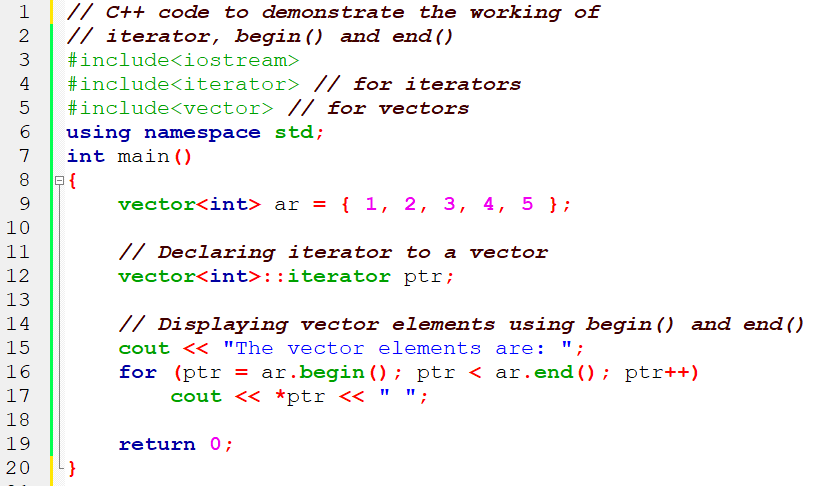 1 // C++ code to demonstrate the working of
2 // iterator, begin() and end()
3 #include<iostream>
4 #include<iterator> // for iterators
5 #include<vector> // for vectors
6 using namespace std;
7 int main()
8 {
9     vector<int> ar = { 1, 2, 3, 4, 5 };
10
11     // Declaring iterator to a vector
12     vector<int>::iterator ptr;
13
14     // Displaying vector elements using begin() and end()
15     cout << "The vector elements are: ";
16     for (ptr = ar.begin(); ptr < ar.end(); ptr++)
17         cout << *ptr << " ";
18
19     return 0;
20 }